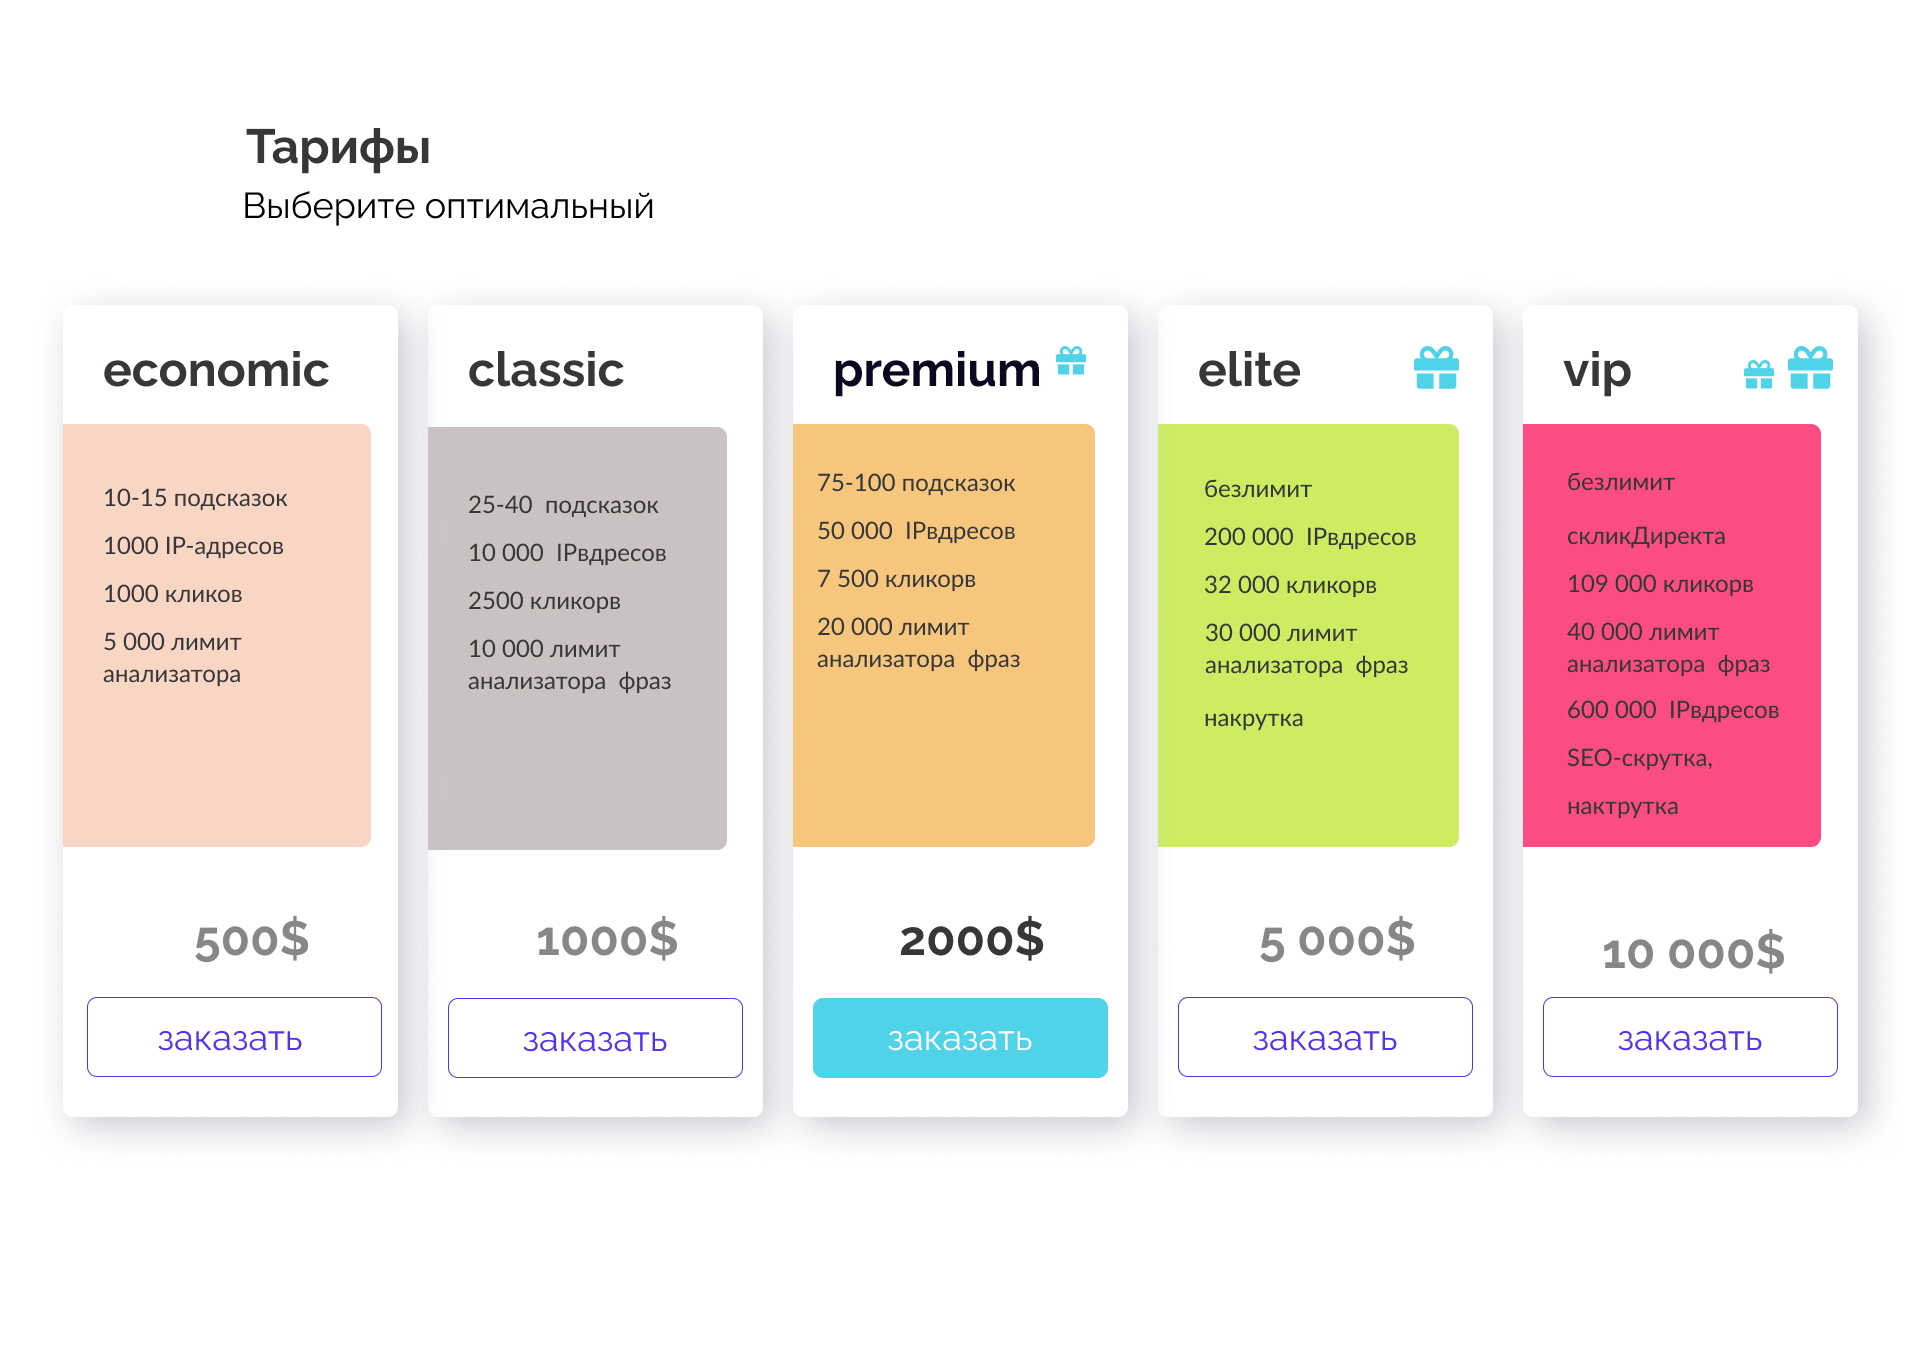 Тарифы
Выберите оптимальный
economic
10-15 подсказок
1000 IP-адресов
1000 кликов
5 000 лимит
анализатора
500$
заказать
classic
25-40 подсказок
10 000 IPвдресов
2500 кликорв
10 000 лимит
анализатора фраз
1000$
заказать
premium
75-100 подсказок
50 000 IPвдресов
7 500 кликорв
20 000 лимит
анализатора фраз
2000$
заказать
elite
безлимит
200 000 IPвдресов
32 000 кликорв
30 000 лимит
анализатора фраз
накрутка
5 000$
заказать
vip
безлимит
скликДиректа
109 000 кликорв
40 000 лимит
анализатора фраз
600 000 IPвдресов
SEO-скрутка,
нактрутка
10 000$
заказать